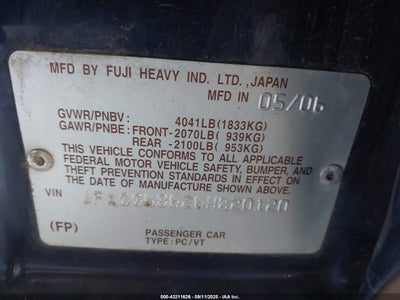 MFD BY FUJI HEAVY IND. LTD.,JAPAN
MFD IN 05/06
GVWR/PNBV : 4041LB(1833KG)
GAWR/PNBE: FRONT-2070LB( 939KG)
REAR -2100LB( 953KG)
THIS VEHICLE CONFORMS TO ALL APPLICABLE
FEDERAL MOTOR VEHICLE SAFETY, BUMPER, AND
THEFT PREVENTION STANDARDS IN EFFECT ON THE
DATE OF MANUFACTURE SHOWN ABOVE.
VIN
(FP)
PASSENGER CAR
TYPE: PC/VT
IAA 000-43211626 | 09/11/2025 | IAAI.COM